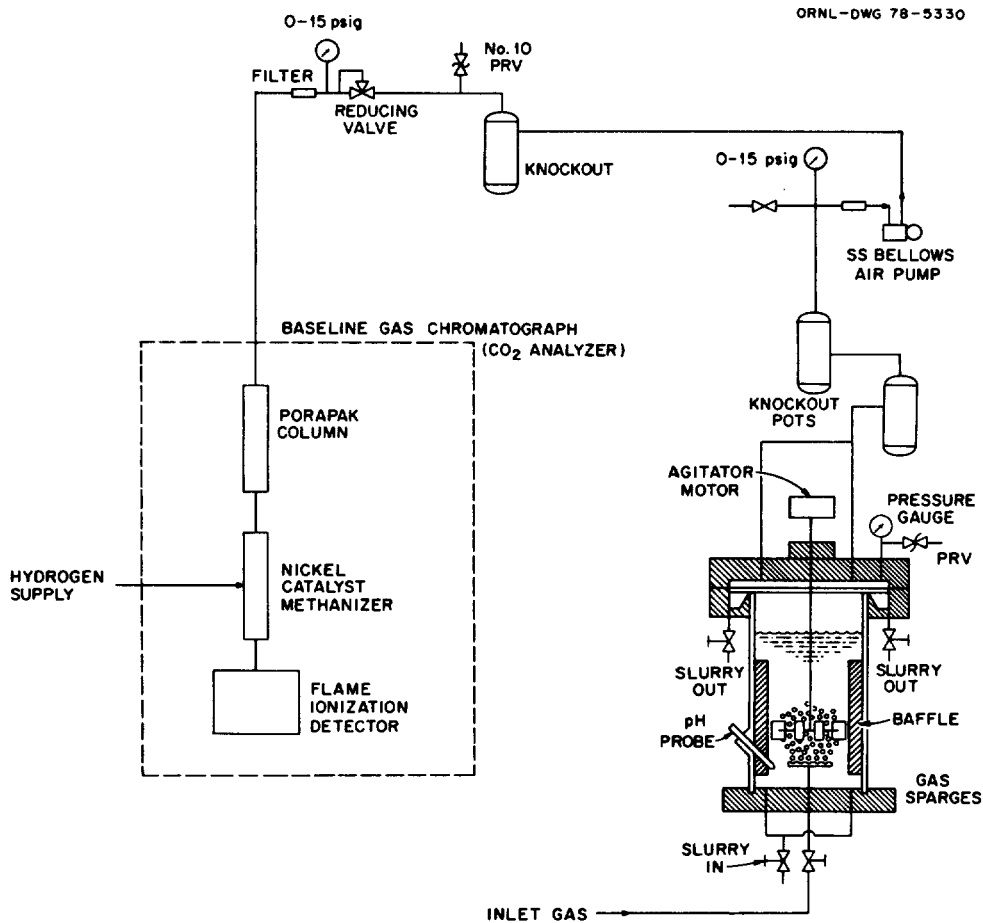 ORNL-DWG 78-5330
0-15 psig
No. 10
PRV
FILTER
REDUCING
VALVE
KNOCKOUT
0-15 psig
SS BELLOWS
AIR PUMP
BASELINE GAS CHROMATOGRAPH
(CO2 ANALYZER)
KNOCKOUT
POTS
PORAPAK
COLUMN
AGITATOR
MOTOR
PRESSURE
GAUGE
PRV
HYDROGEN
SUPPLY
NICKEL
CATALYST
METHANIZER
SLURRY
OUT
SLURRY
OUT
FLAME
IONIZATION
DETECTOR
pH
PROBE
BAFFLE
GAS
SPARGES
SLURRY
IN
INLET GAS